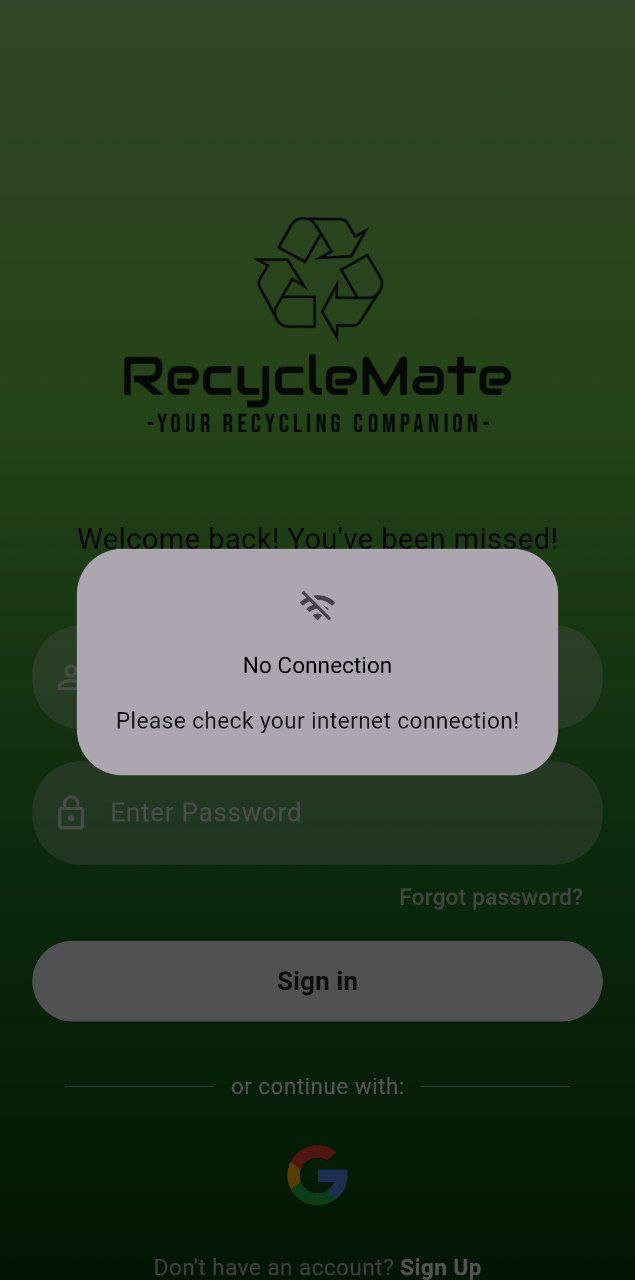 RecycleMate
-YOUR RECYCLING COMPANION-
Welcome back! You've been missed!
No Connection
Please check your internet connection!
Enter Password
Forgot password?
Sign in
or continue with:
Don't have an account? Sign Up